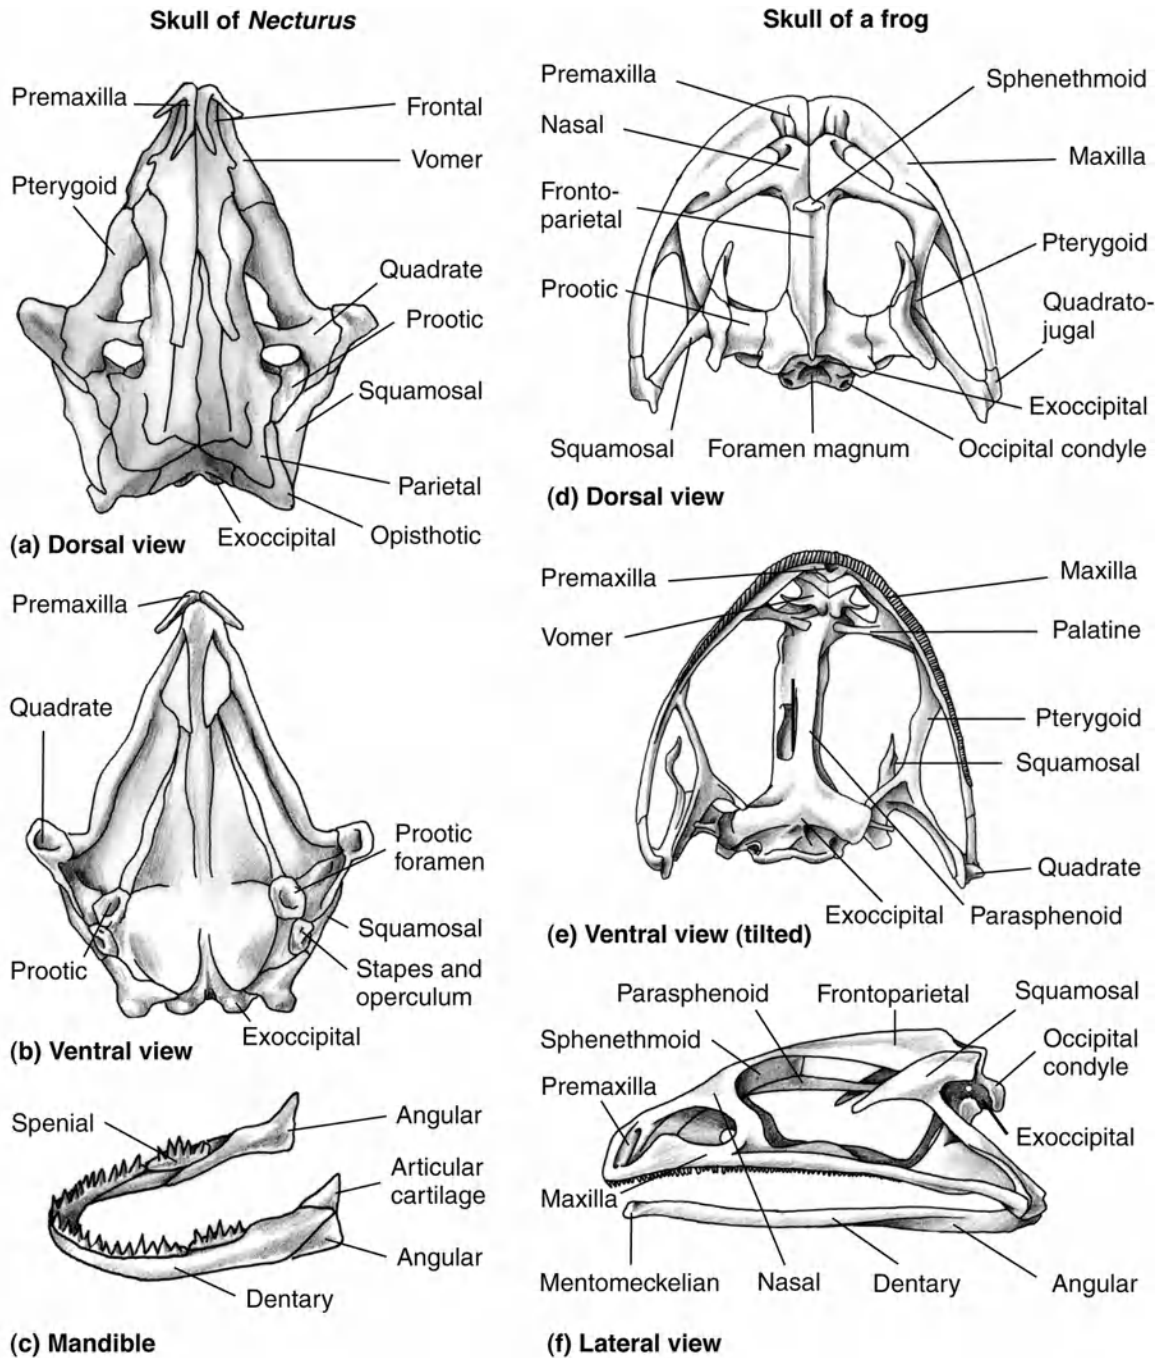 Skull of Necturus
Premaxilla
Frontal
Vomer
Pterygoid
Quadrate
Prootic
Squamosal
Parietal
Exoccipital
Opisthotic
(a) Dorsal view
Premaxilla
Quadrate
Prootic
foramen
Squamosal
Prootic
Stapes and
operculum
Exoccipital
(b) Ventral view
Spenial
Angular
Articular
cartilage
Angular
Dentary
(c) Mandible
Skull of a frog
Premaxilla
Sphenethmoid
Nasal
Maxilla
Fronto-
parietal
Pterygoid
Prootic
Quadrato-
jugal
Exoccipital
Squamosal
Foramen magnum
Occipital condyle
(d) Dorsal view
Premaxilla
Maxilla
Vomer
Palatine
Pterygoid
Squamosal
Quadrate
Exoccipital
Parasphenoid
(e) Ventral view (tilted)
Parasphenoid
Frontoparietal
Squamosal
Sphenethmoid
Occipital
condyle
Premaxilla
Exoccipital
Maxilla
Mentomeckelian
Nasal
Dentary
Angular
(f) Lateral view